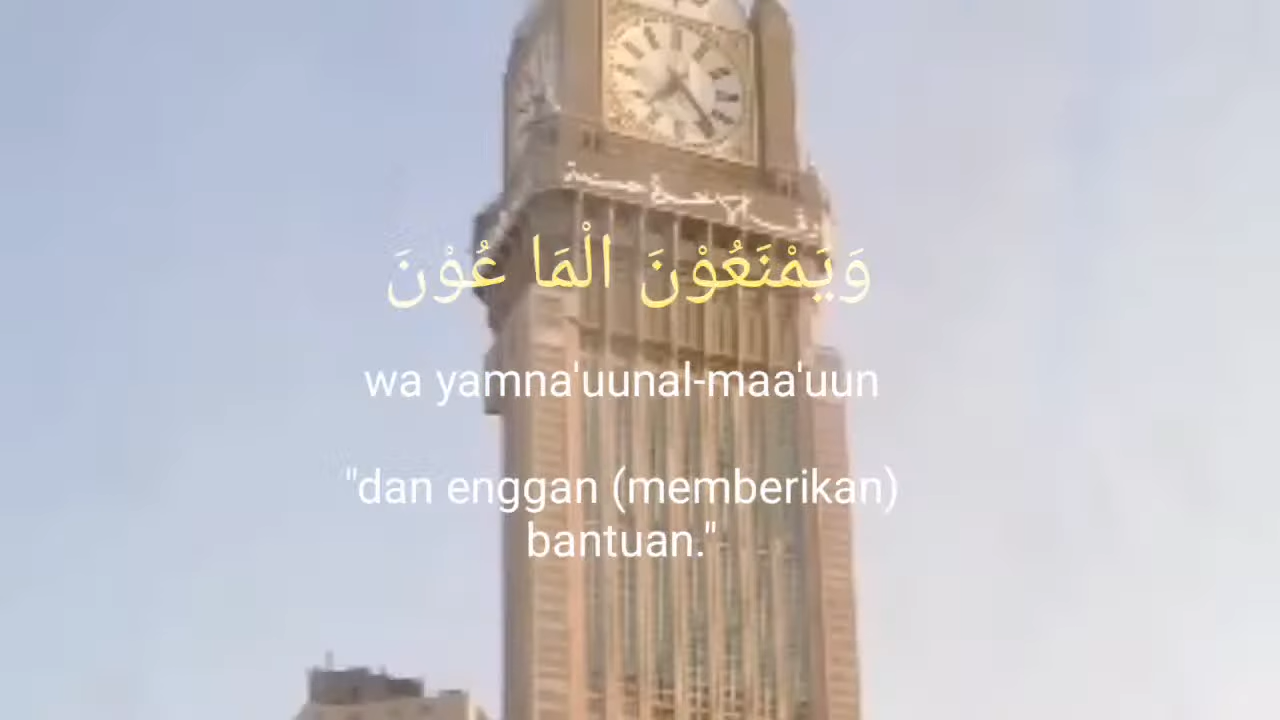 وَيَمْنَعُوْنَ الْمَا عُوْنَ
wa yamna'uunal-maa'uun
"dan enggan (memberikan)
bantuan."